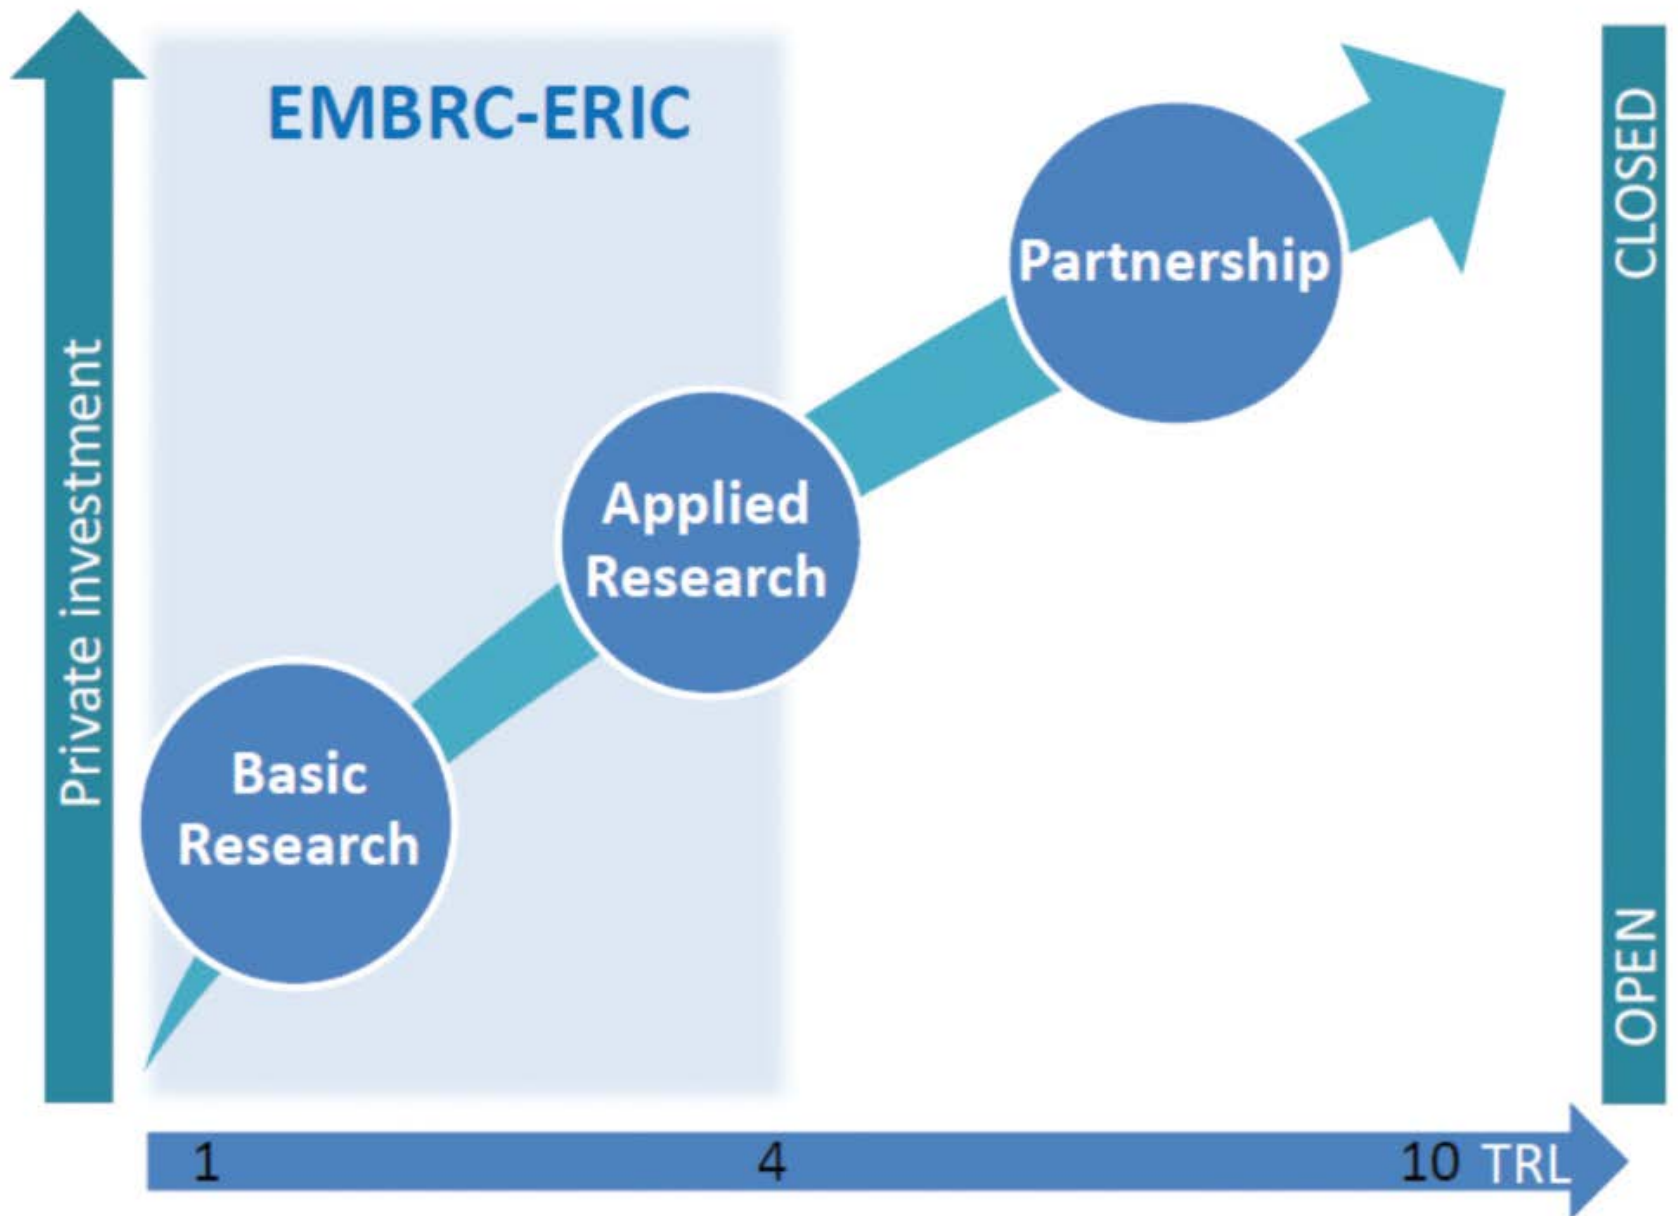 EMBRC-ERIC
Private investment
Basic
Research
Applied
Research
Partnership
CLOSED
OPEN
1 4 10 TRL